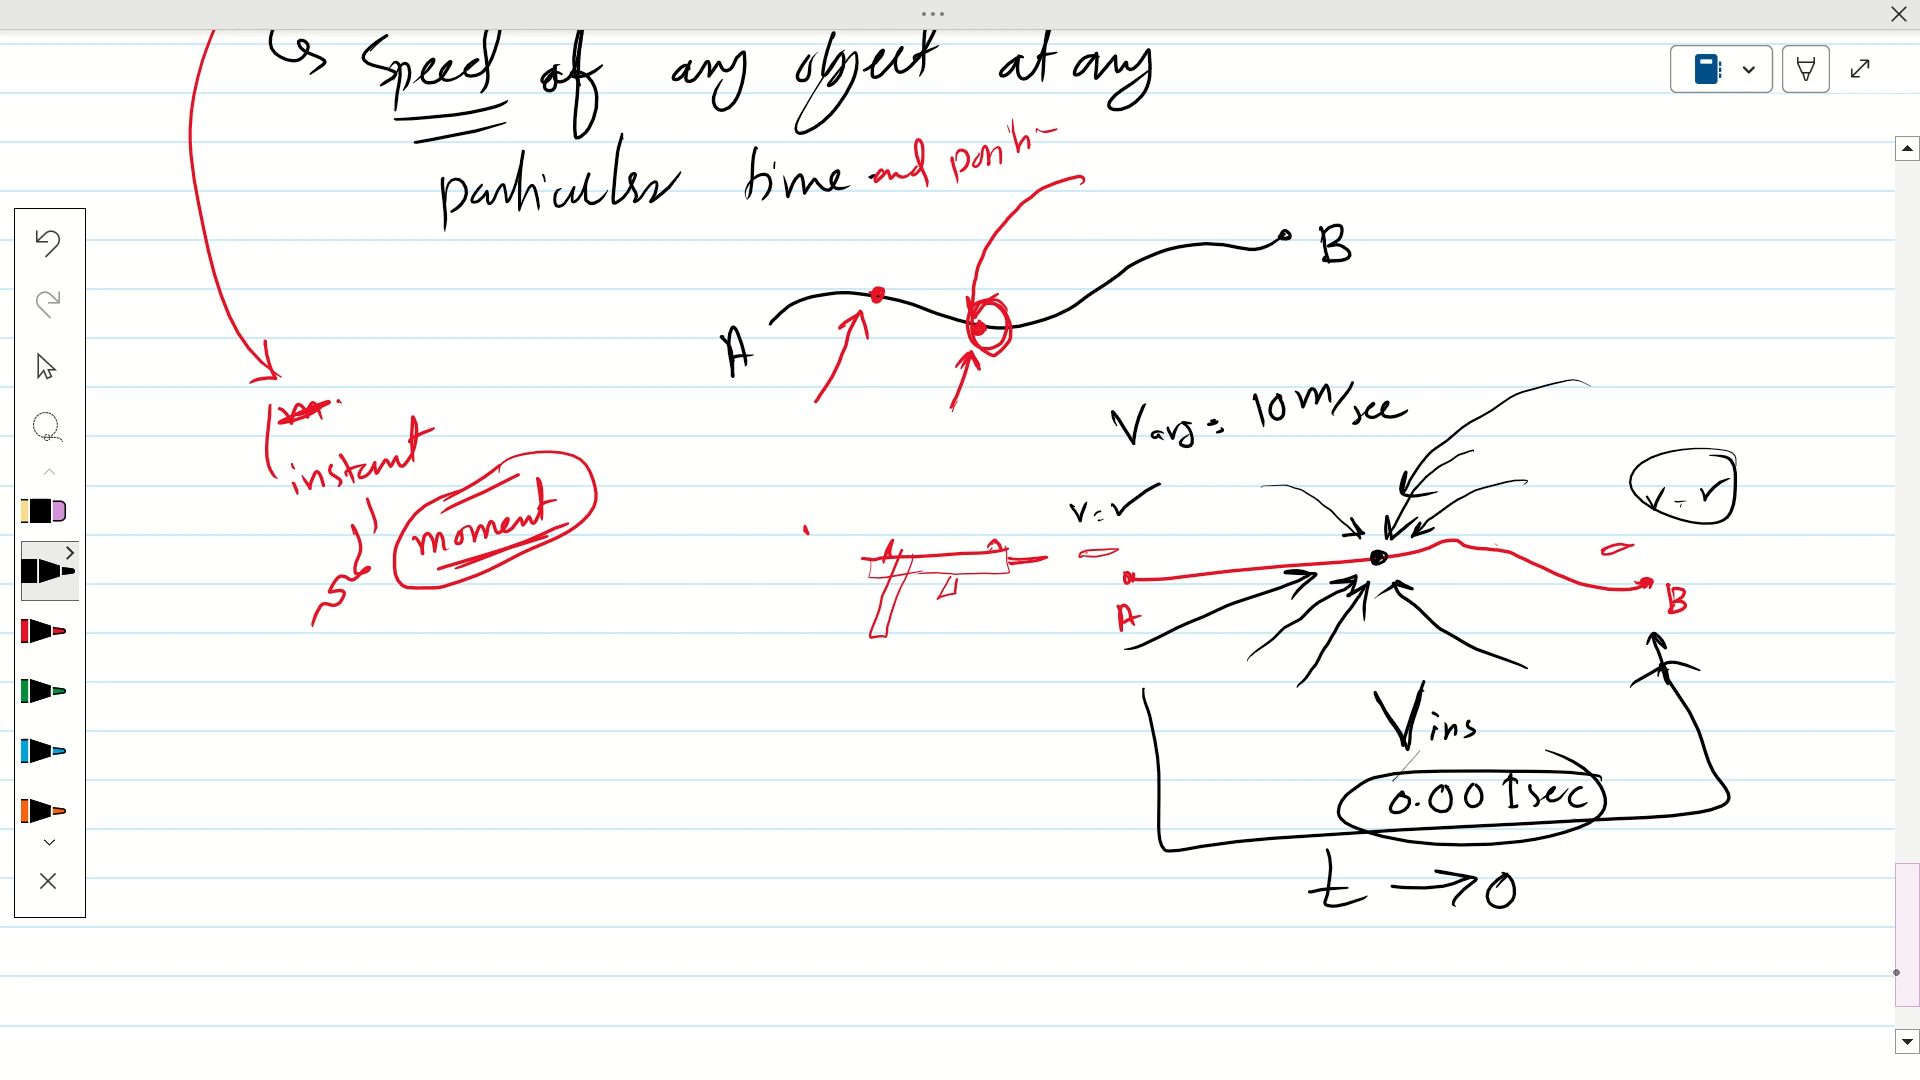 ↳ Speed of any object at any
particular time and positi
B
A
Vavg = 10 m/sec
instant
moment
v = r
v = r
A
B
Vins
0.001 sec
t → 0